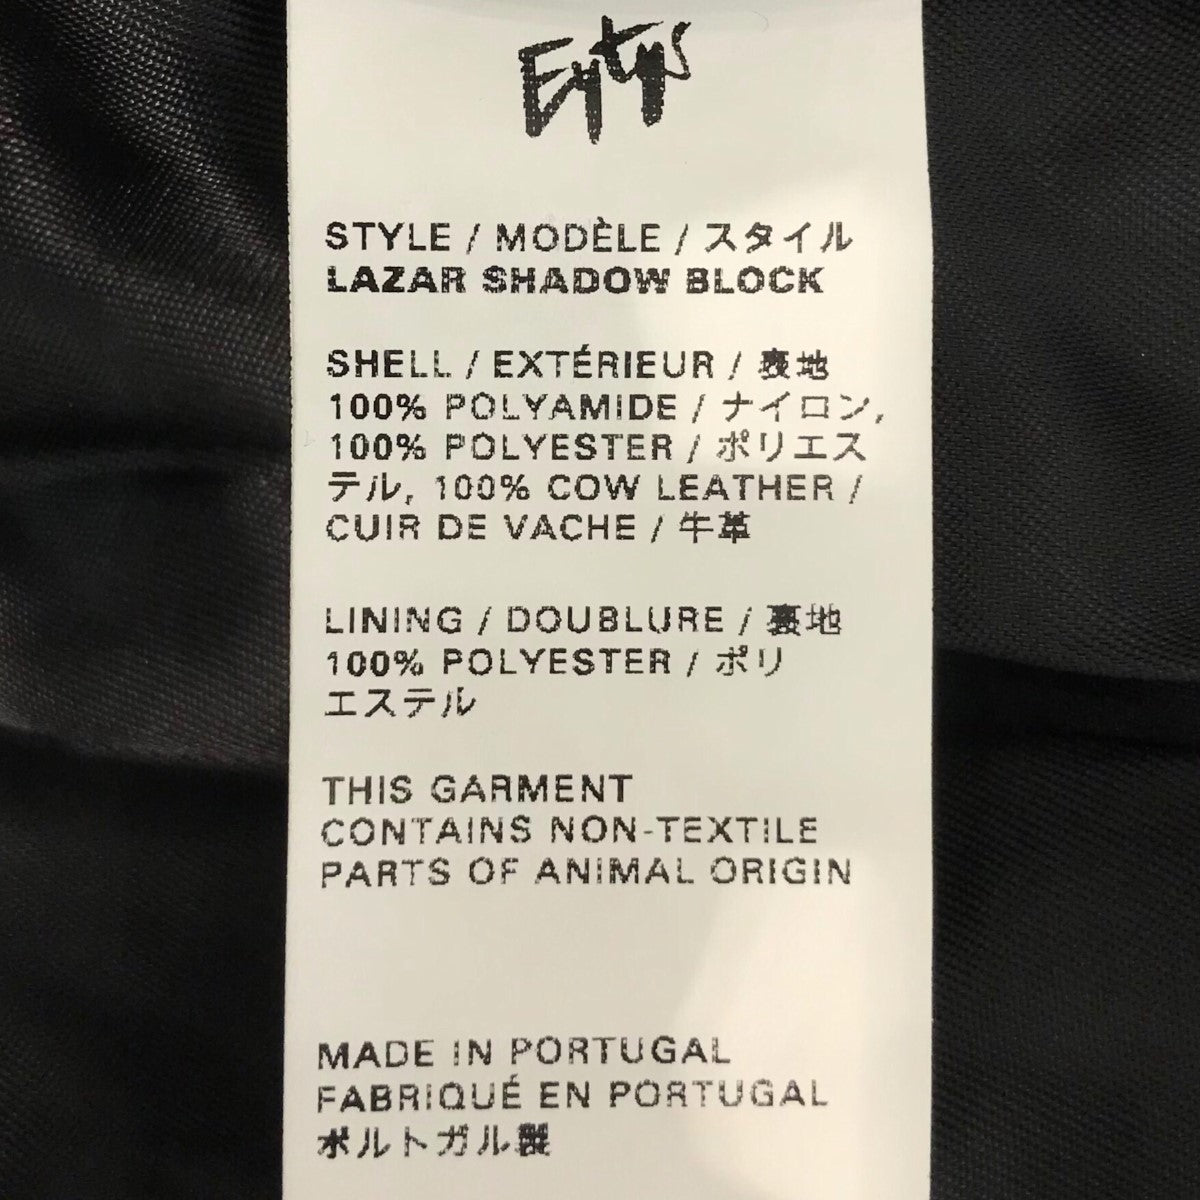 Eytys
STYLE / MODÈLE / スタイル
LAZAR SHADOW BLOCK
SHELL / EXTÉRIEUR / 表地
100% POLYAMIDE / ナイロン,
100% POLYESTER / ポリエス
テル, 100% COW LEATHER /
CUIR DE VACHE / 牛革
LINING / DOUBLURE / 裏地
100% POLYESTER / ポリ
エステル
THIS GARMENT
CONTAINS NON-TEXTILE
PARTS OF ANIMAL ORIGIN
MADE IN PORTUGAL
FABRIQUÉ EN PORTUGAL
ポルトガル製